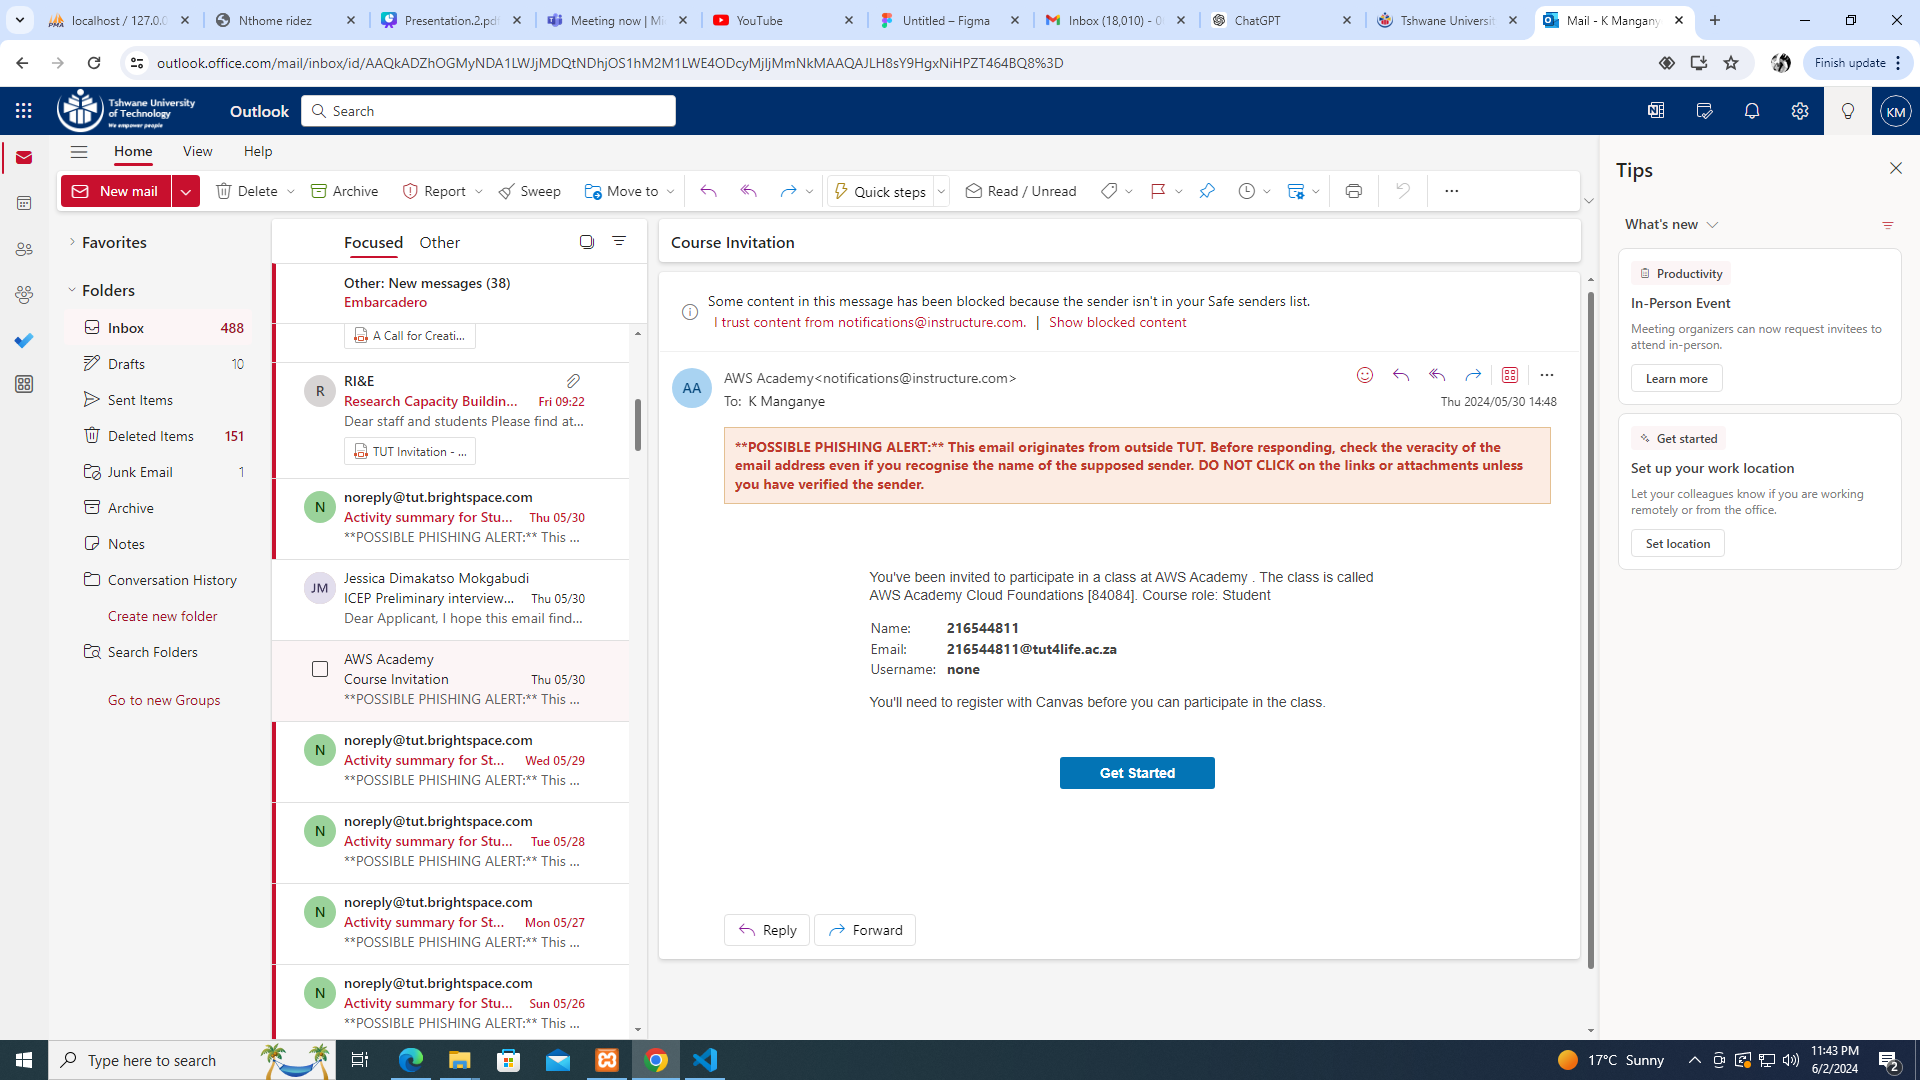 localhost / 127.0.0
Nthome ridez
Presentation.2.pdf
Meeting now | Mi
YouTube
Untitled – Figma
Inbox (18,010) - 0
ChatGPT
Tshwane Universit
Mail - K Mangany
outlook.office.com/mail/inbox/id/AAQkADZhOGMyNDA1LWJjMDQtNDhjOS1hM2M1LWE4ODcyMjljMmNkMAAQAJLH8sY9HgxNiHPZT464BQ8%3D
Finish update
Tshwane University
of Technology
We empower people
Outlook
Search
KM
Home
View
Help
New mail
Delete
Archive
Report
Sweep
Move to
Quick steps
Read / Unread
Favorites
Folders
Inbox 488
Drafts 10
Sent Items
Deleted Items 151
Junk Email 1
Archive
Notes
Conversation History
Create new folder
Search Folders
Go to new Groups
Focused
Other
Other: New messages (38)
Embarcadero
A Call for Creati...
R
RI&E
Research Capacity Buildin... Fri 09:22
Dear staff and students Please find at...
TUT Invitation - ...
N
noreply@tut.brightspace.com
Activity summary for Stu... Thu 05/30
**POSSIBLE PHISHING ALERT:** This ...
JM
Jessica Dimakatso Mokgabudi
ICEP Preliminary interview... Thu 05/30
Dear Applicant, I hope this email find...
AWS Academy
Course Invitation Thu 05/30
**POSSIBLE PHISHING ALERT:** This ...
N
noreply@tut.brightspace.com
Activity summary for St... Wed 05/29
**POSSIBLE PHISHING ALERT:** This ...
N
noreply@tut.brightspace.com
Activity summary for Stu... Tue 05/28
**POSSIBLE PHISHING ALERT:** This ...
N
noreply@tut.brightspace.com
Activity summary for St... Mon 05/27
**POSSIBLE PHISHING ALERT:** This ...
N
noreply@tut.brightspace.com
Activity summary for Stu... Sun 05/26
**POSSIBLE PHISHING ALERT:** This ...
Course Invitation
Some content in this message has been blocked because the sender isn't in your Safe senders list.
I trust content from notifications@instructure.com. | Show blocked content
AA
AWS Academy<notifications@instructure.com>
To: K Manganye
Thu 2024/05/30 14:48
**POSSIBLE PHISHING ALERT:** This email originates from outside TUT. Before responding, check the veracity of the
email address even if you recognise the name of the supposed sender. DO NOT CLICK on the links or attachments unless
you have verified the sender.
You've been invited to participate in a class at AWS Academy . The class is called
AWS Academy Cloud Foundations [84084]. Course role: Student
Name: 216544811
Email: 216544811@tut4life.ac.za
Username: none
You'll need to register with Canvas before you can participate in the class.
Get Started
Reply
Forward
Tips
What's new
Productivity
In-Person Event
Meeting organizers can now request invitees to
attend in-person.
Learn more
Get started
Set up your work location
Let your colleagues know if you are working
remotely or from the office.
Set location
Type here to search
17°C Sunny
11:43 PM
6/2/2024
2